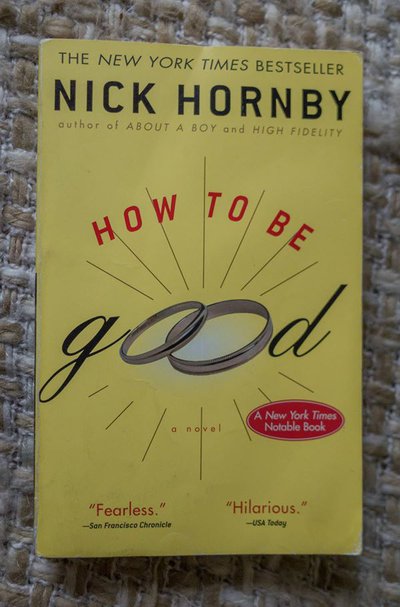 THE NEW YORK TIMES BESTSELLER
NICK HORNBY
author of ABOUT A BOY and HIGH FIDELITY
HOW TO BE
good
a novel
A New York Times
Notable Book
"Fearless." "Hilarious."
—San Francisco Chronicle —USA Today